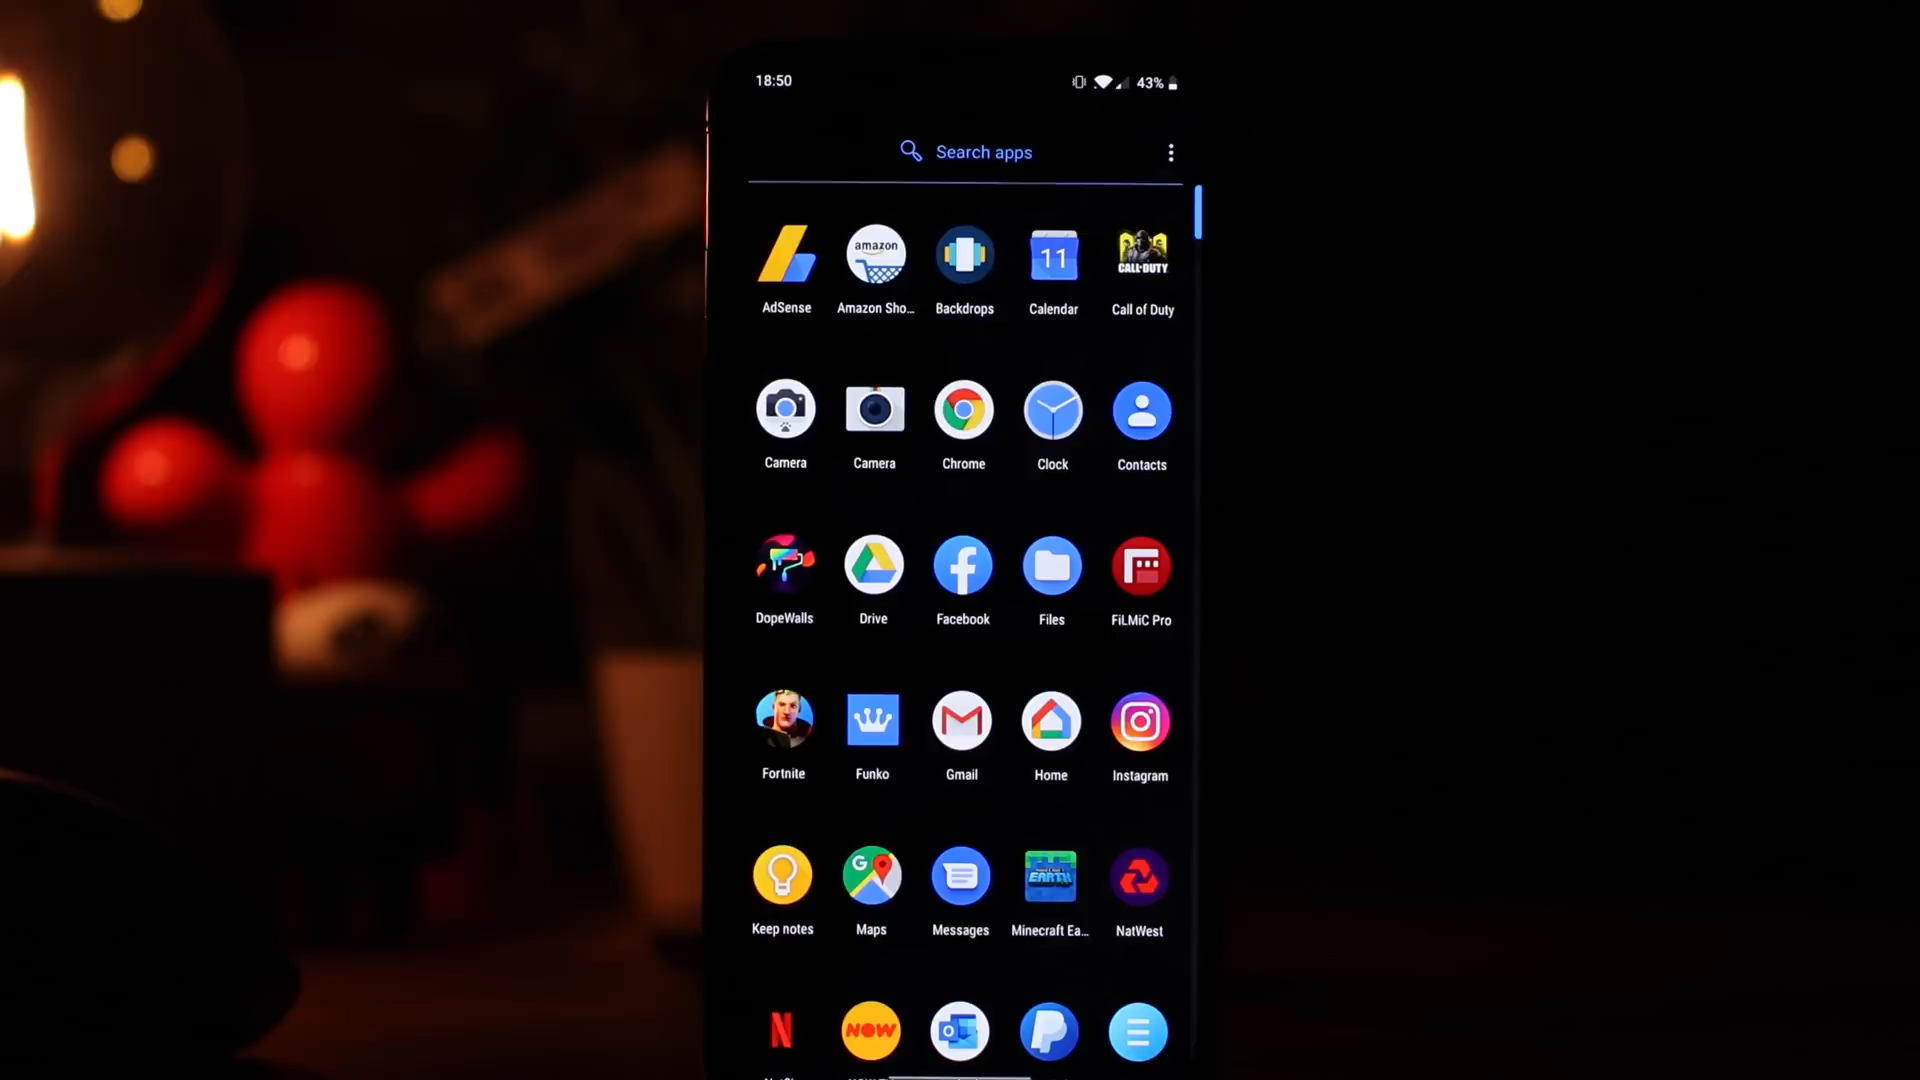 18:50 43%
Search apps
11
amazon
CALL·DUTY
AdSense Amazon Sho... Backdrops Calendar Call of Duty
Camera Camera Chrome Clock Contacts
DopeWalls Drive Facebook Files FiLMiC Pro
Fortnite Funko Gmail Home Instagram
G EARTH
Keep notes Maps Messages Minecraft Ea... NatWest
N NOW O P